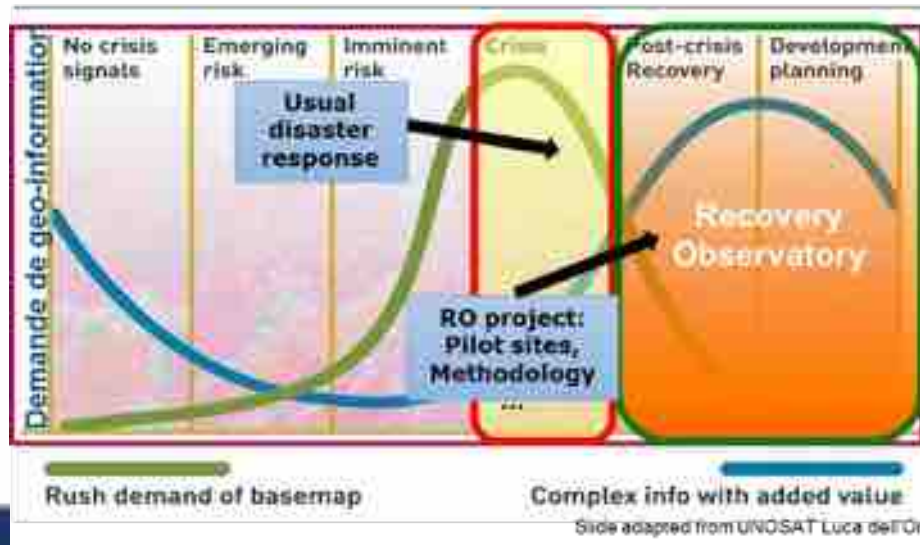 Demande de geo-information
No crisis
signals
Emerging
risk
Imminent
risk
Crisis
Post-crisis
Recovery
Development
planning
Usual
disaster
response
Recovery
Observatory
RO project:
Pilot sites,
Methodology
...
Rush demand of basemap
Complex info with added value
Slide adapted from UNOSAT Luca dell'Or